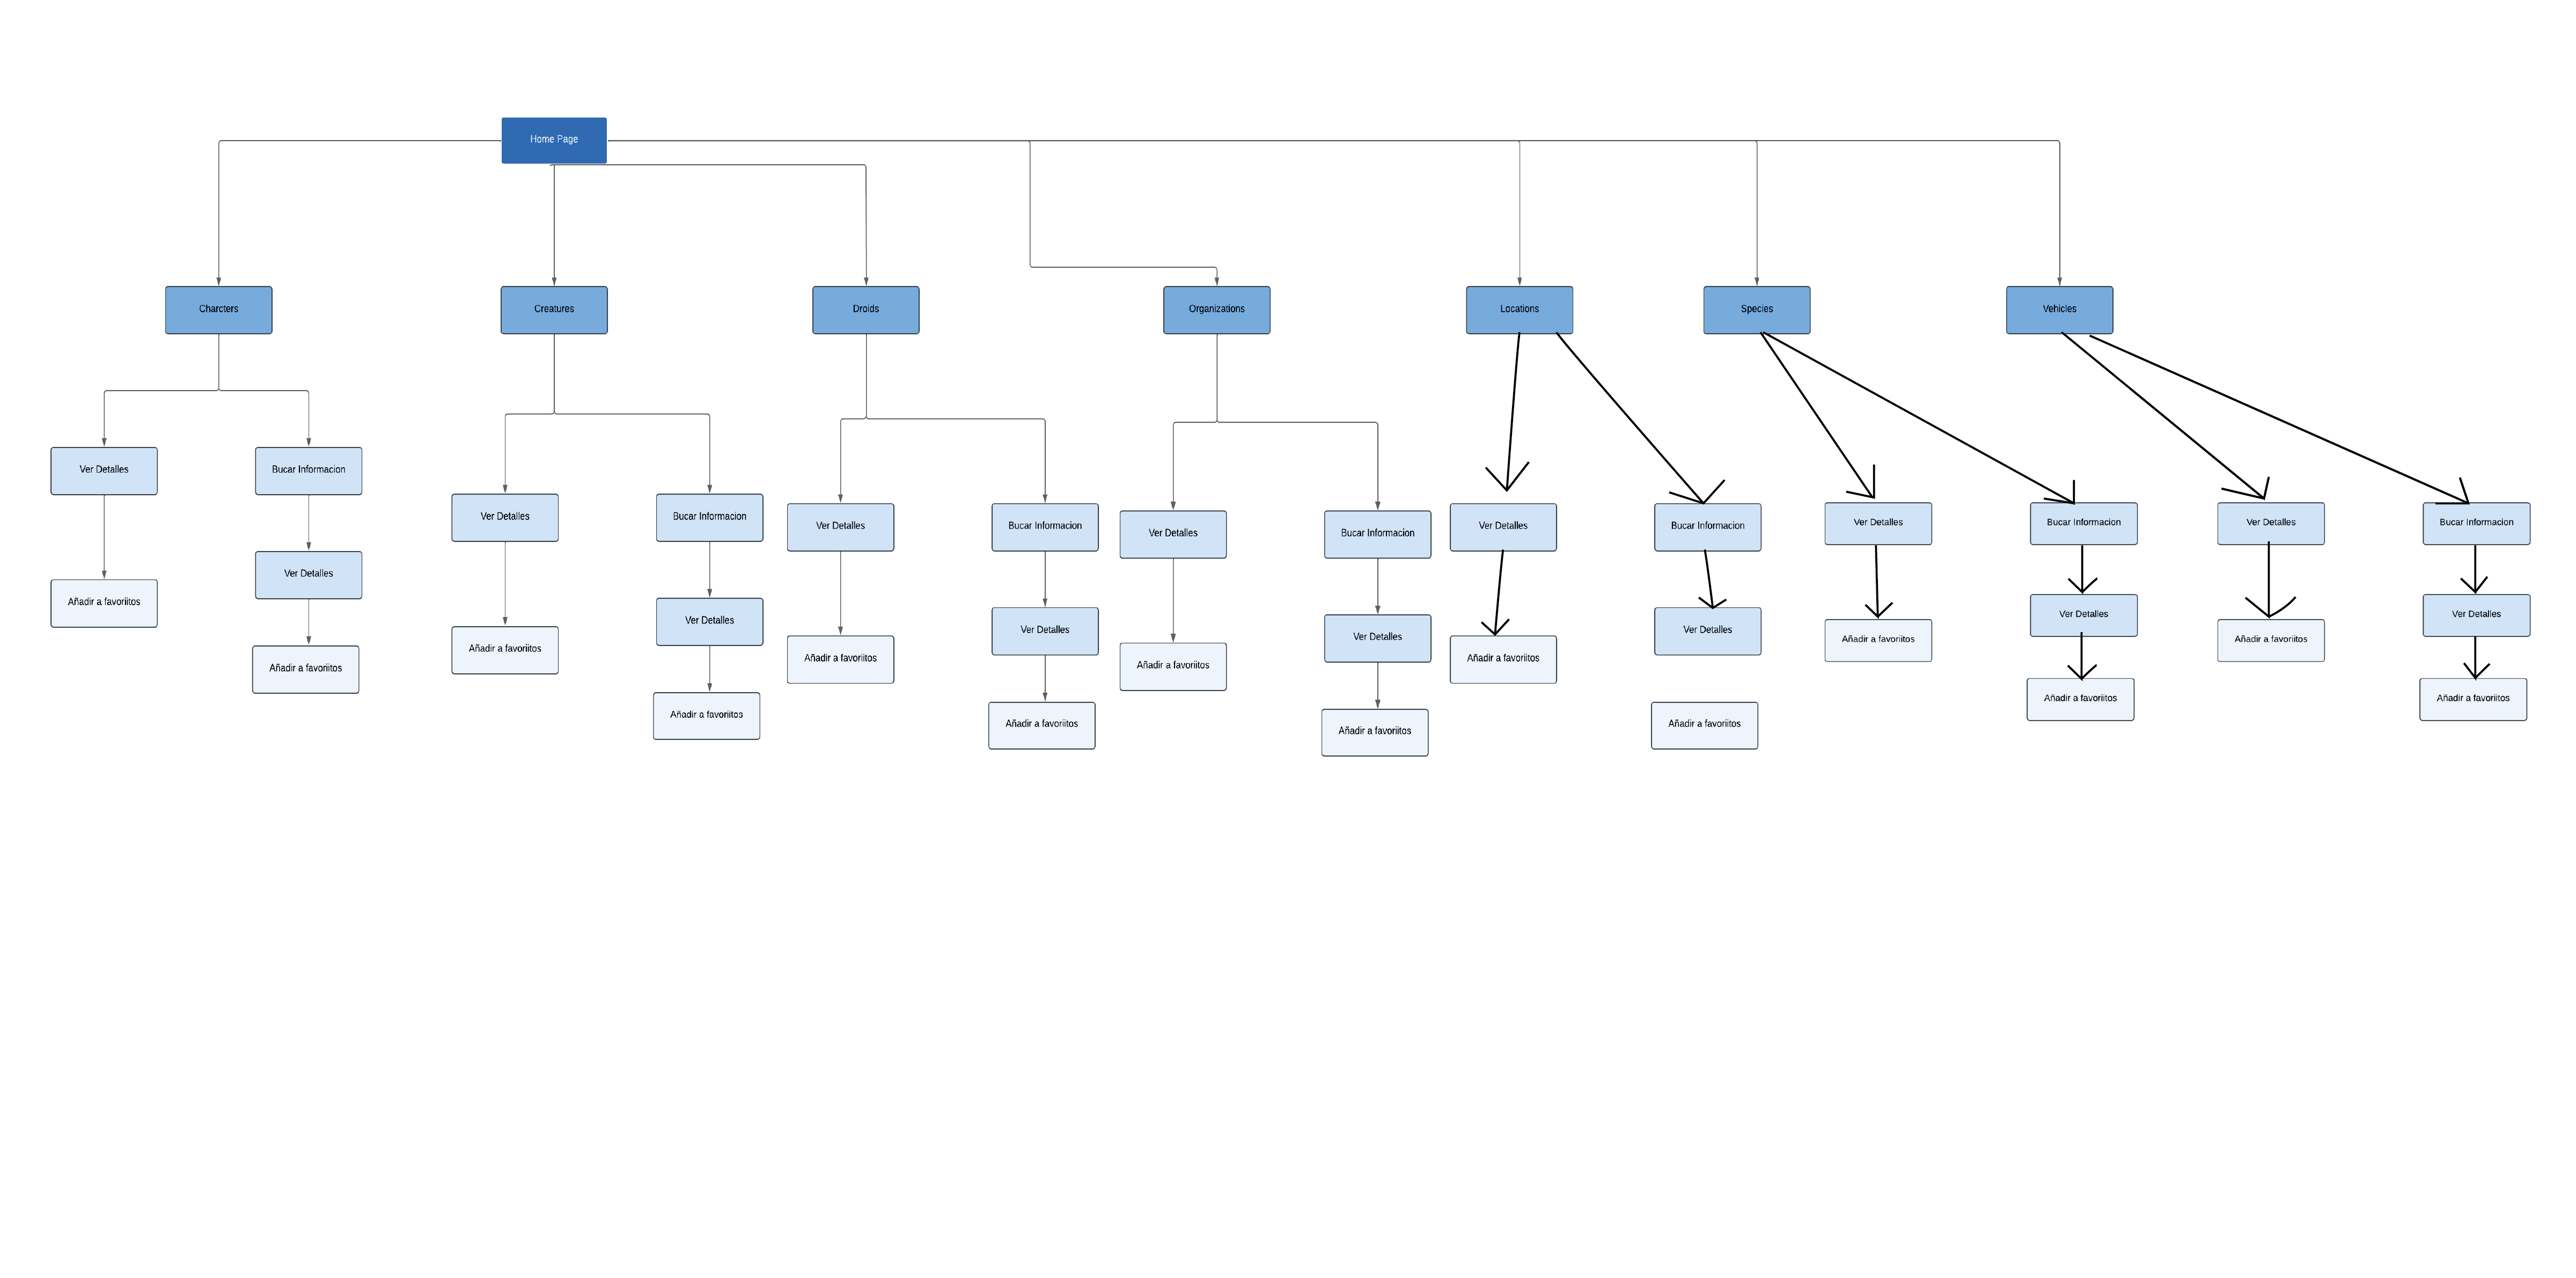 Home Page
Charcters
Creatures
Droids
Organizations
Locations
Species
Vehicles
Ver Detalles
Bucar Informacion
Ver Detalles
Bucar Informacion
Ver Detalles
Bucar Informacion
Ver Detalles
Bucar Informacion
Ver Detalles
Bucar Informacion
Ver Detalles
Bucar Informacion
Ver Detalles
Bucar Informacion
Ver Detalles
Ver Detalles
Ver Detalles
Ver Detalles
Ver Detalles
Ver Detalles
Ver Detalles
Añadir a favoriitos
Añadir a favoriitos
Añadir a favoriitos
Añadir a favoriitos
Añadir a favoriitos
Añadir a favoriitos
Añadir a favoriitos
Añadir a favoriitos
Añadir a favoriitos
Añadir a favoriitos
Añadir a favoriitos
Añadir a favoriitos
Añadir a favoriitos
Añadir a favoriitos